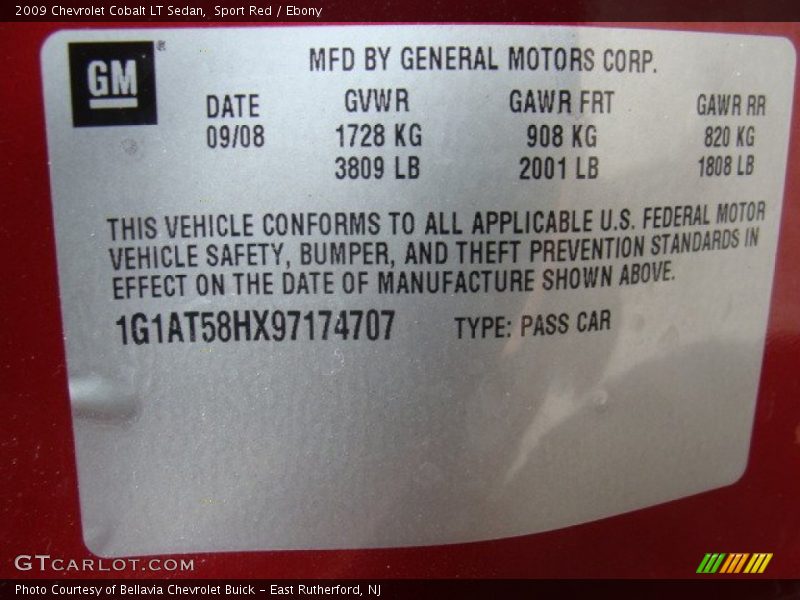 2009 Chevrolet Cobalt LT Sedan, Sport Red / Ebony
GM
®
MFD BY GENERAL MOTORS CORP.
DATE GVWR GAWR FRT GAWR RR
09/08 1728 KG 908 KG 820 KG
3809 LB 2001 LB 1808 LB
THIS VEHICLE CONFORMS TO ALL APPLICABLE U.S. FEDERAL MOTOR
VEHICLE SAFETY, BUMPER, AND THEFT PREVENTION STANDARDS IN
EFFECT ON THE DATE OF MANUFACTURE SHOWN ABOVE.
1G1AT58HX97174707 TYPE: PASS CAR
GTCARLOT.COM
Photo Courtesy of Bellavia Chevrolet Buick - East Rutherford, NJ